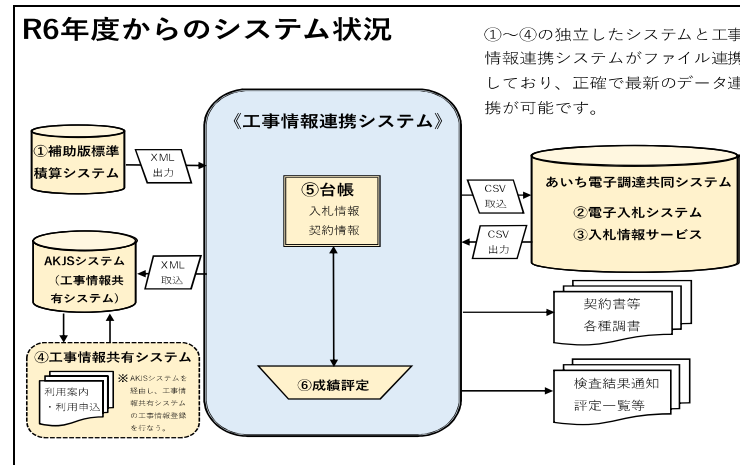 R6年度からのシステム状況
①～④の独立したシステムと工事
情報連携システムがファイル連携
しており、正確で最新のデータ連
携が可能です。
《工事情報連携システム》
①補助版標準
積算システム
XML
出力
⑤台帳
入札情報
契約情報
CSV
取込
CSV
出力
あいち電子調達共同システム
②電子入札システム
③入札情報サービス
AKJSシステム
（工事情報共
有システム）
XML
取込
契約書等
各種調書
④工事情報共有システム
利用案内
・利用申込
※AKJSシステムを
経由し、工事情
報共有システム
の工事情報登録
を行なう。
⑥成績評定
検査結果通知
評定一覧等